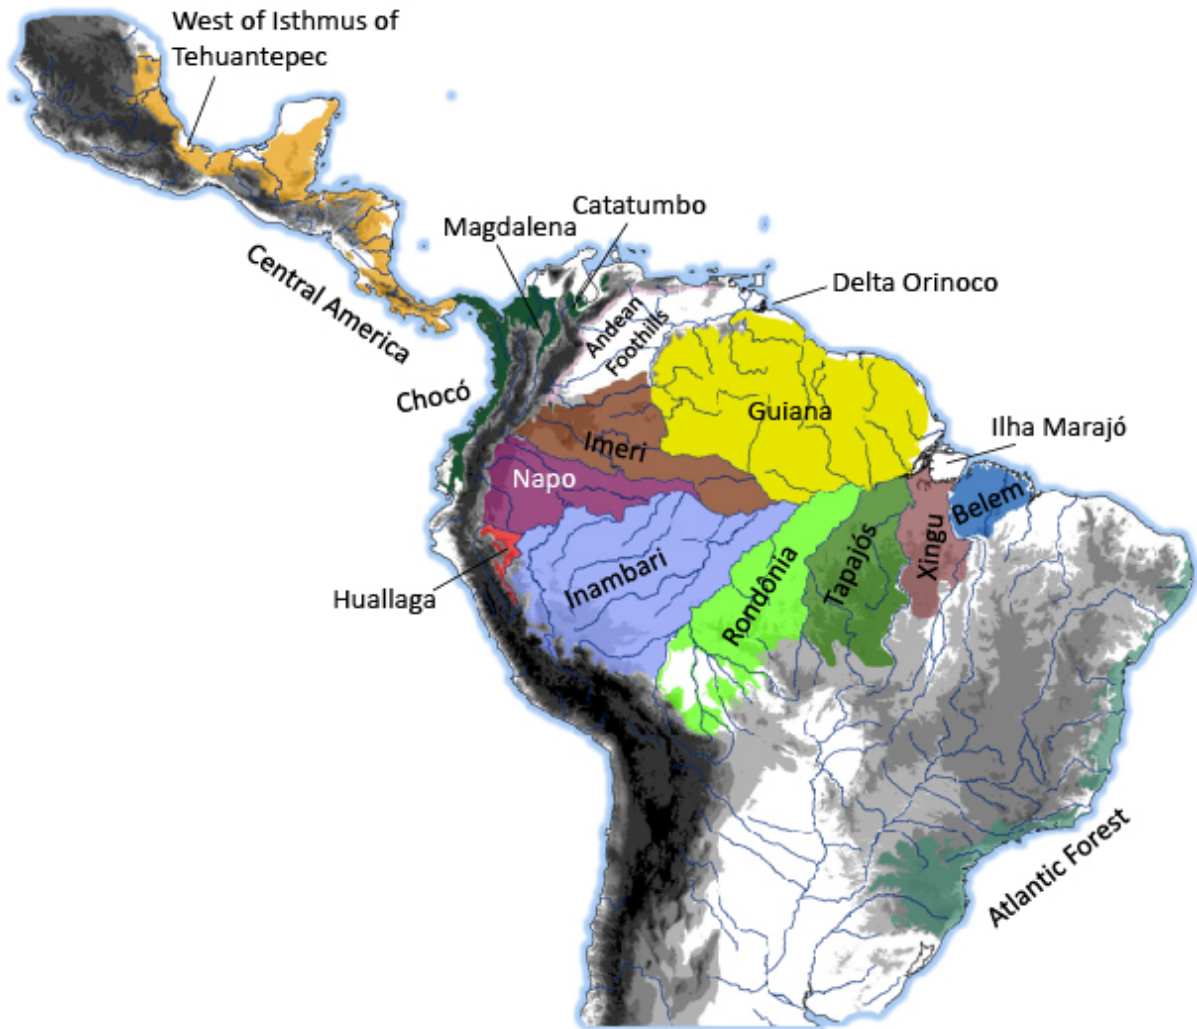 West of Isthmus of
Tehuantepec
Catatumbo
Magdalena
Central America
Delta Orinoco
Andean
Foothills
Chocó
Guiana
Ilha Marajó
Imeri
Napo
Belem
Xingu
Tapajós
Inambari
Rondônia
Huallaga
Atlantic Forest